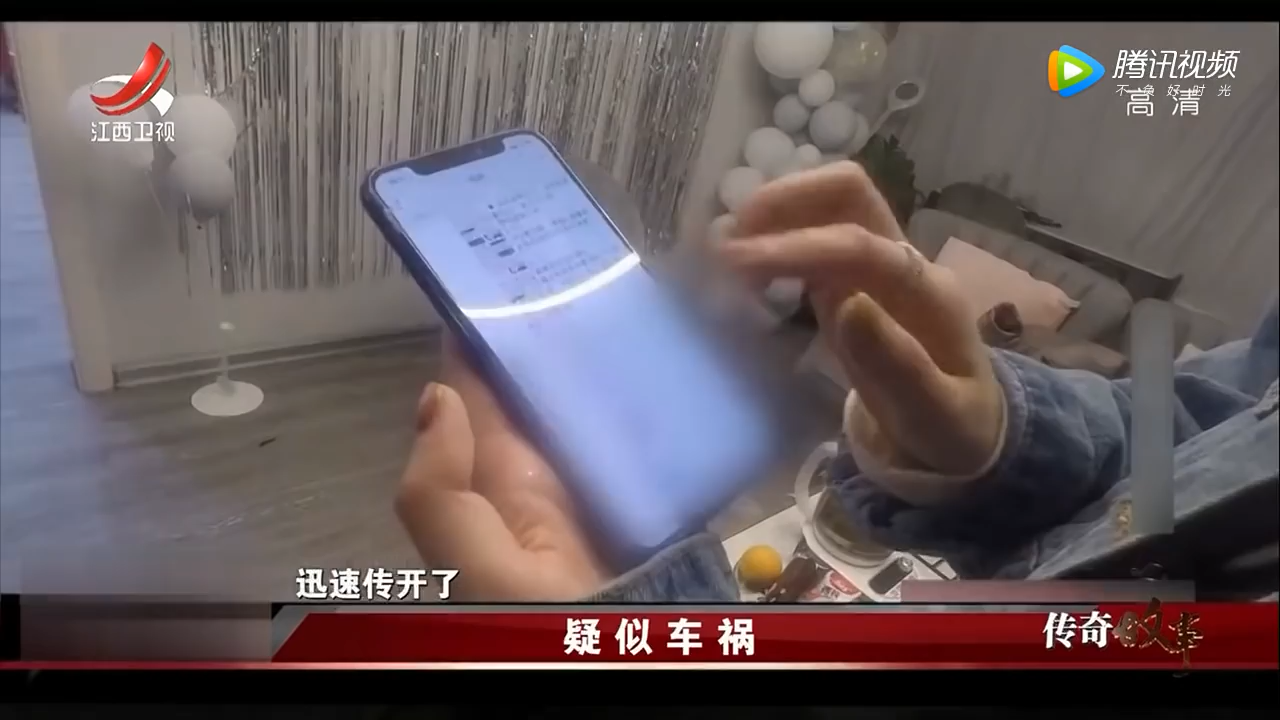 江西卫视
腾讯视频
不负好时光
高清
迅速传开了
疑似车祸
传奇故事